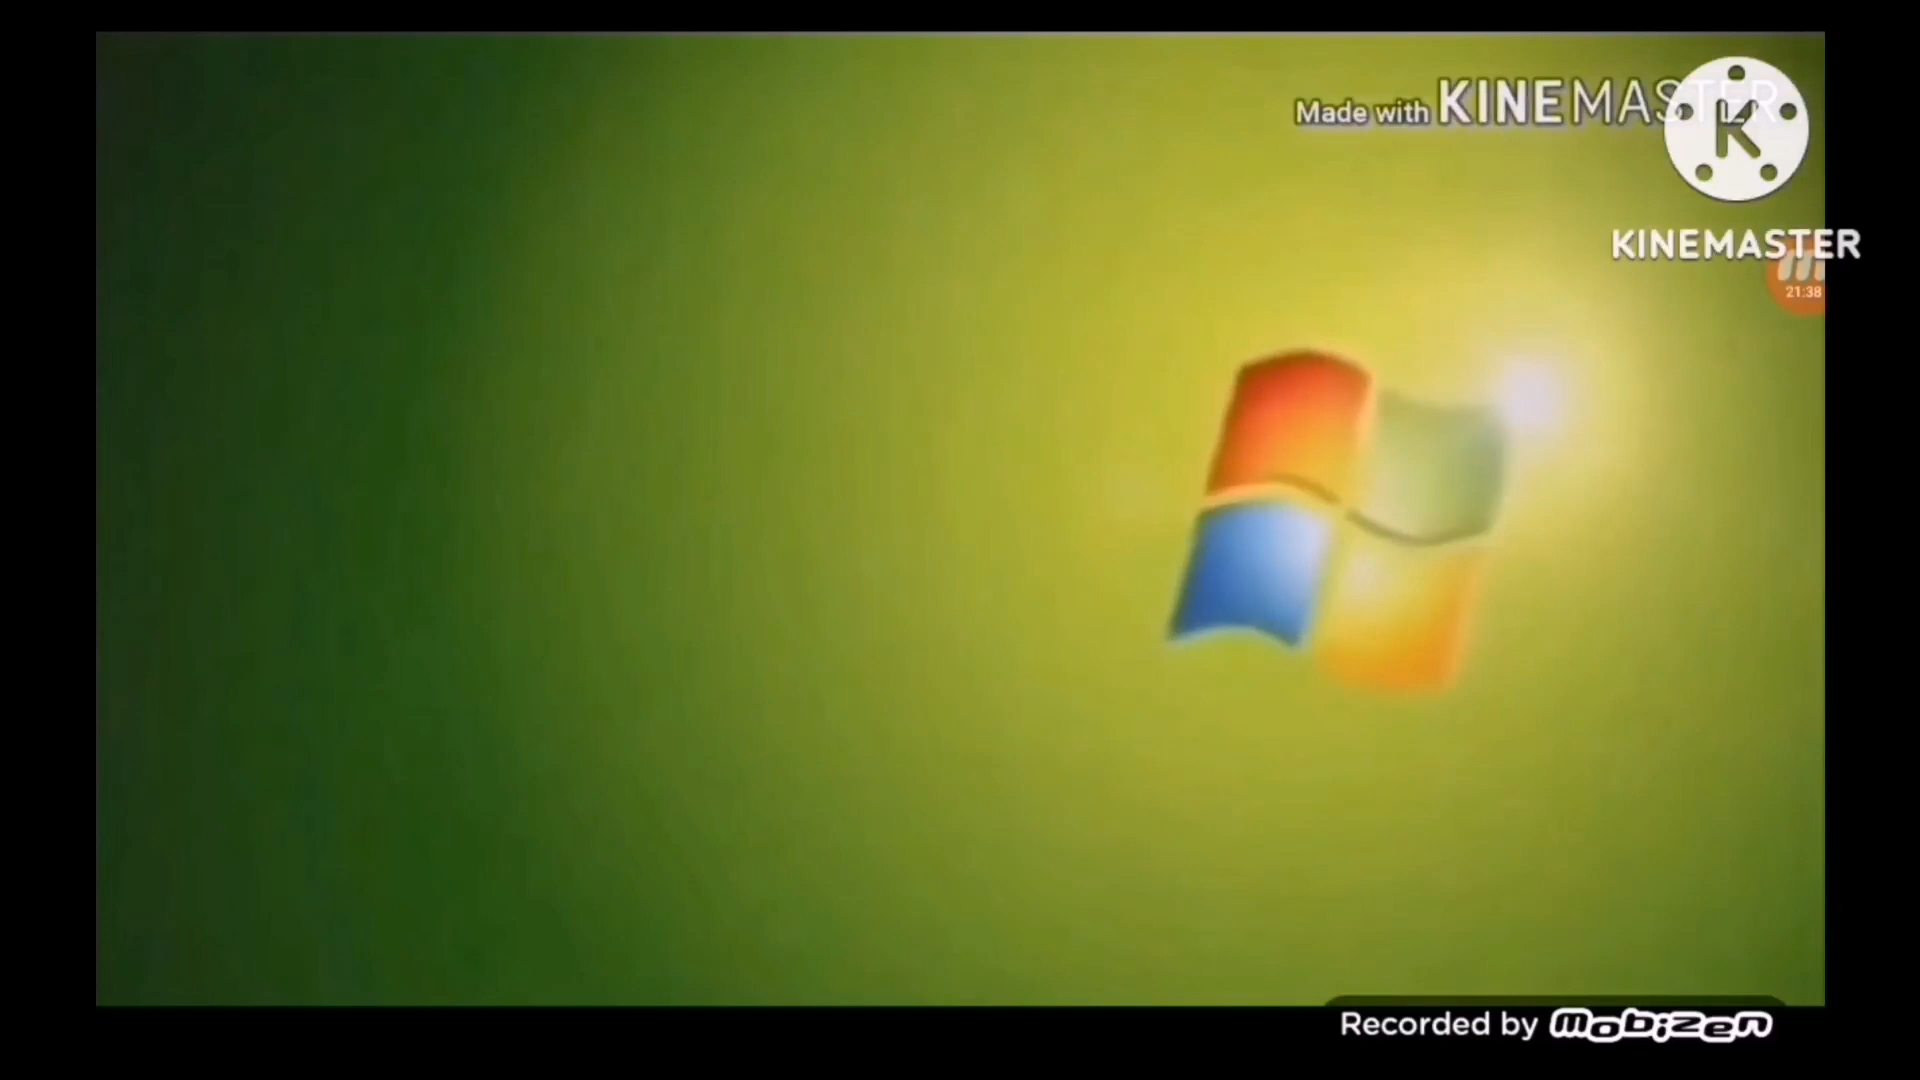 Made with KINEMASTER
K
KINEMASTER
21:38
Recorded by mobizen